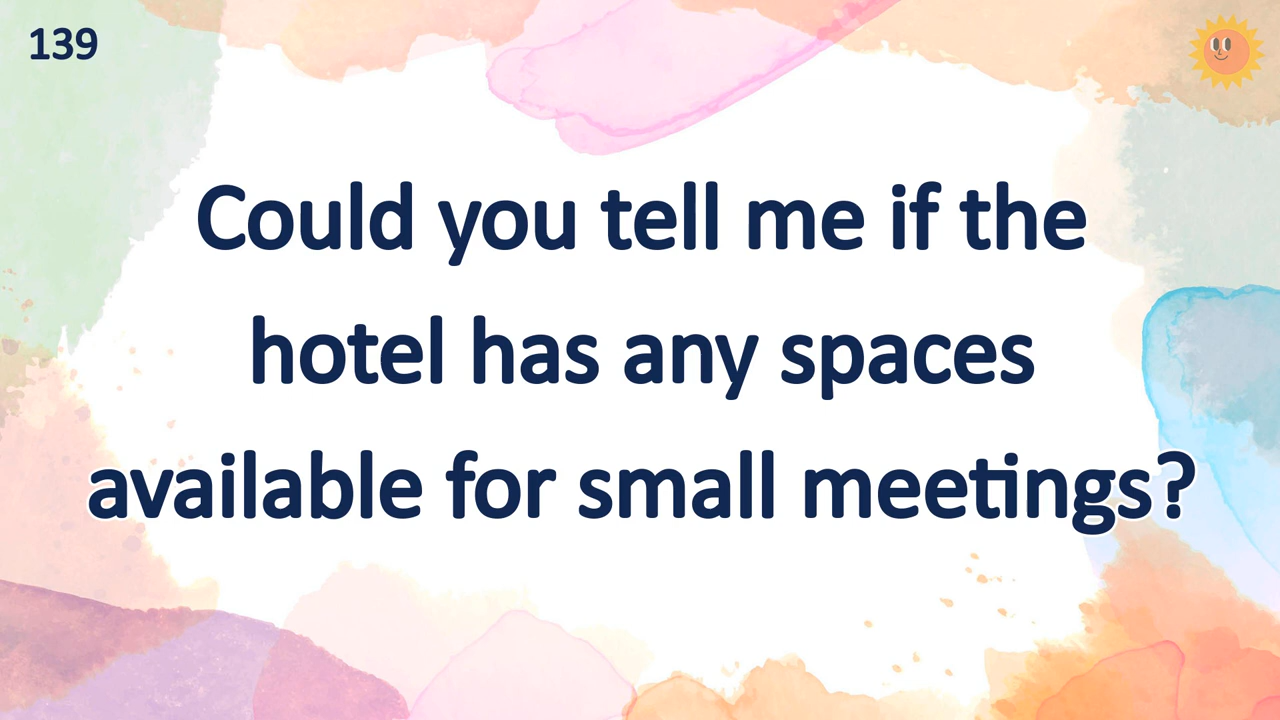 139
Could you tell me if the
hotel has any spaces
available for small meetings?